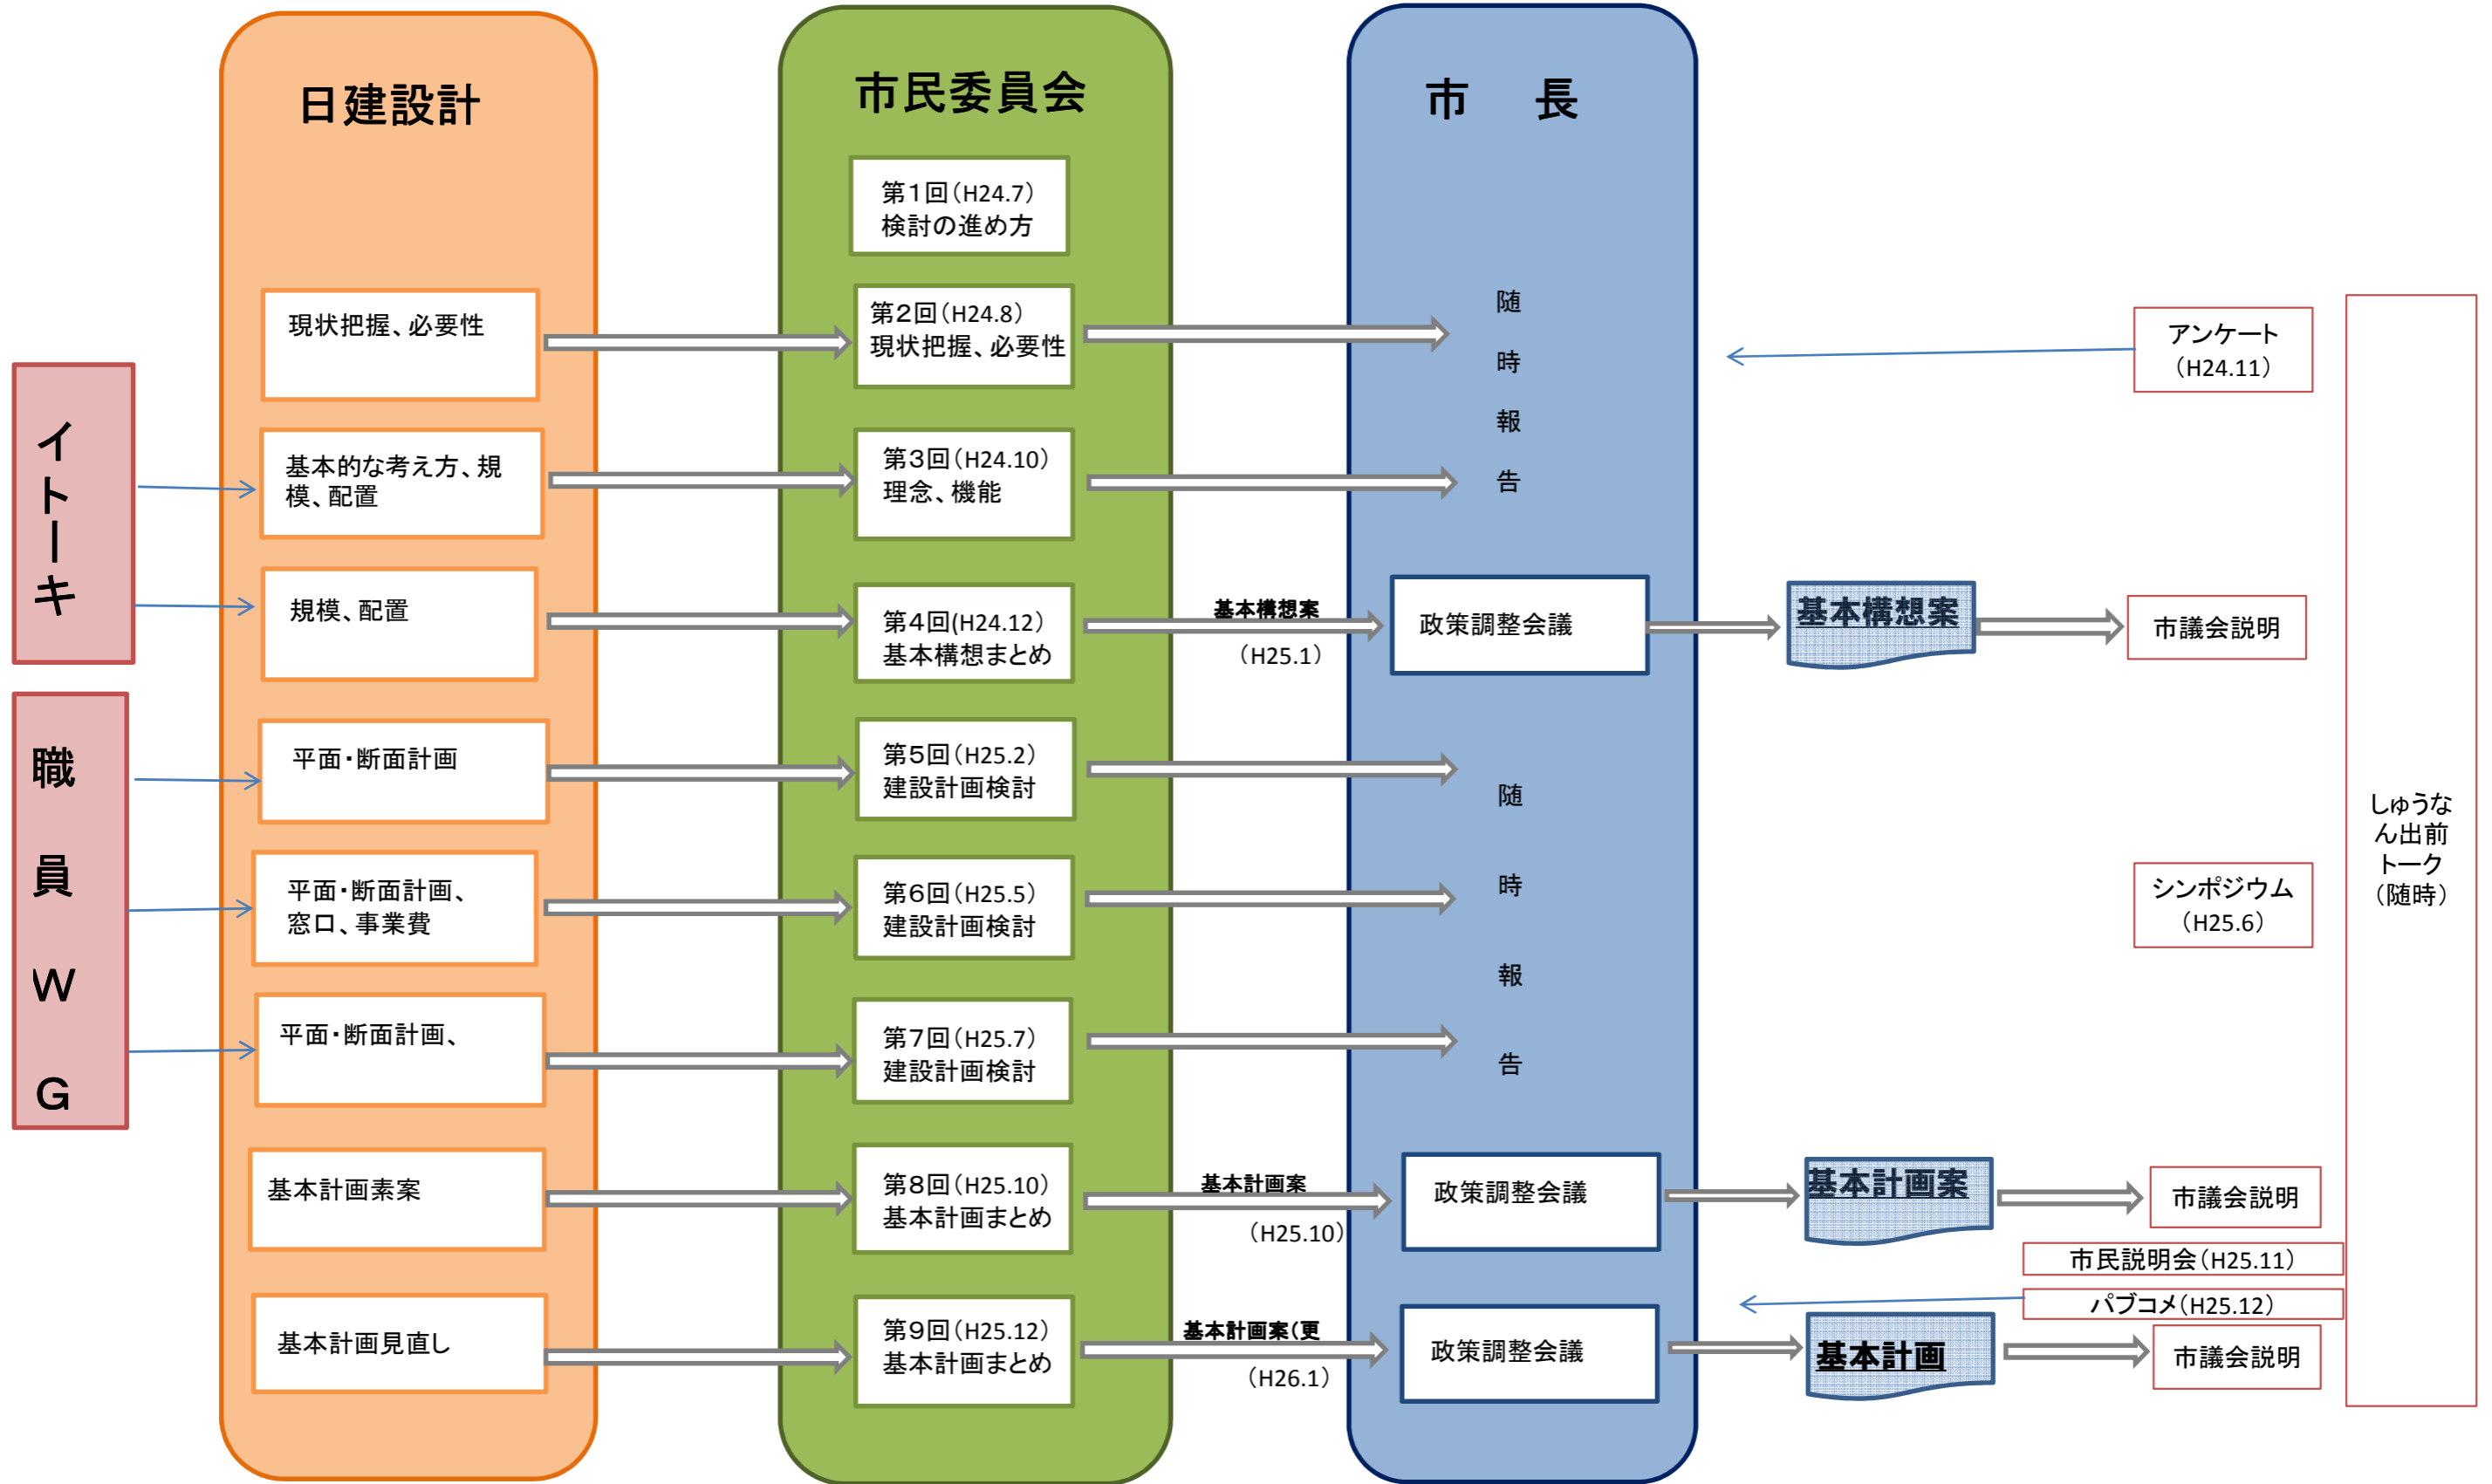 日建設計
市民委員会
市　長
第１回（H24.7）
検討の進め方
現状把握、必要性
第２回（H24.8）
現状把握、必要性
随時報告
アンケート
（H24.11）
イトーキ
基本的な考え方、規
模、配置
第３回（H24.10）
理念、機能
規模、配置
第４回(H24.12）
基本構想まとめ
基本構想案
（H25.1）
政策調整会議
基本構想案
市議会説明
職員ＷＧ
平面・断面計画
第５回（H25.2）
建設計画検討
随時報告
しゅうな
ん出前
トーク
（随時）
平面・断面計画、
窓口、事業費
第６回（H25.5）
建設計画検討
シンポジウム
（H25.6）
平面・断面計画、
第７回（H25.7）
建設計画検討
基本計画素案
第８回（H25.10）
基本計画まとめ
基本計画案
（H25.10）
政策調整会議
基本計画案
市議会説明
市民説明会（H25.11）
パブコメ（H25.12）
基本計画見直し
第９回（H25.12）
基本計画まとめ
基本計画案（更
（H26.1）
政策調整会議
基本計画
市議会説明